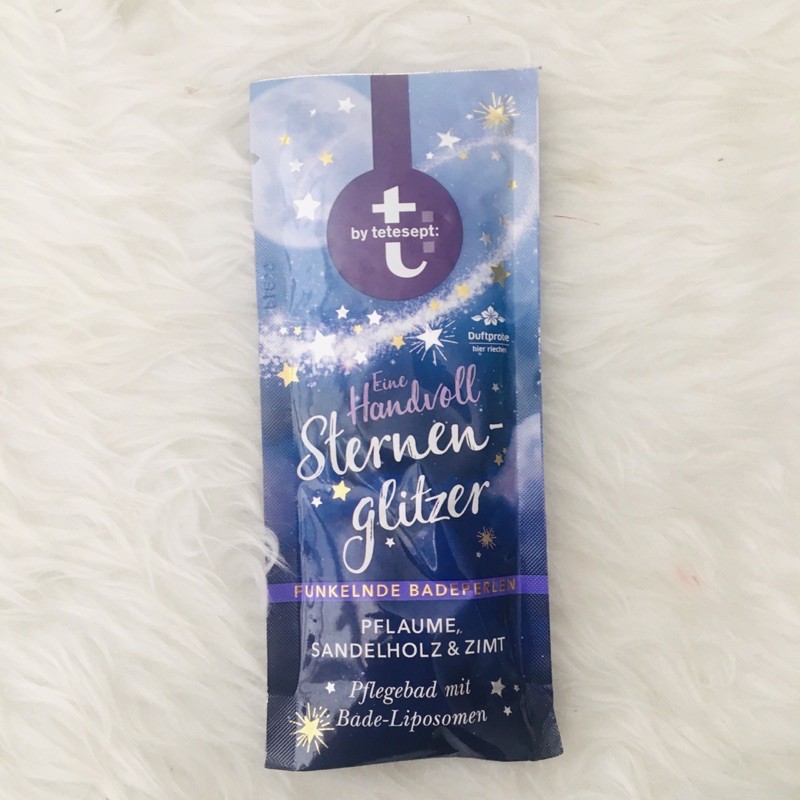 t
by tetesept:
Duftprobe
hier riechen
Eine
Handvoll
Sternen-
glitzer
FUNKELNDE BADEPERLEN
PFLAUME,
SANDELHOLZ & ZIMT
Pflegebad mit
Bade-Liposomen